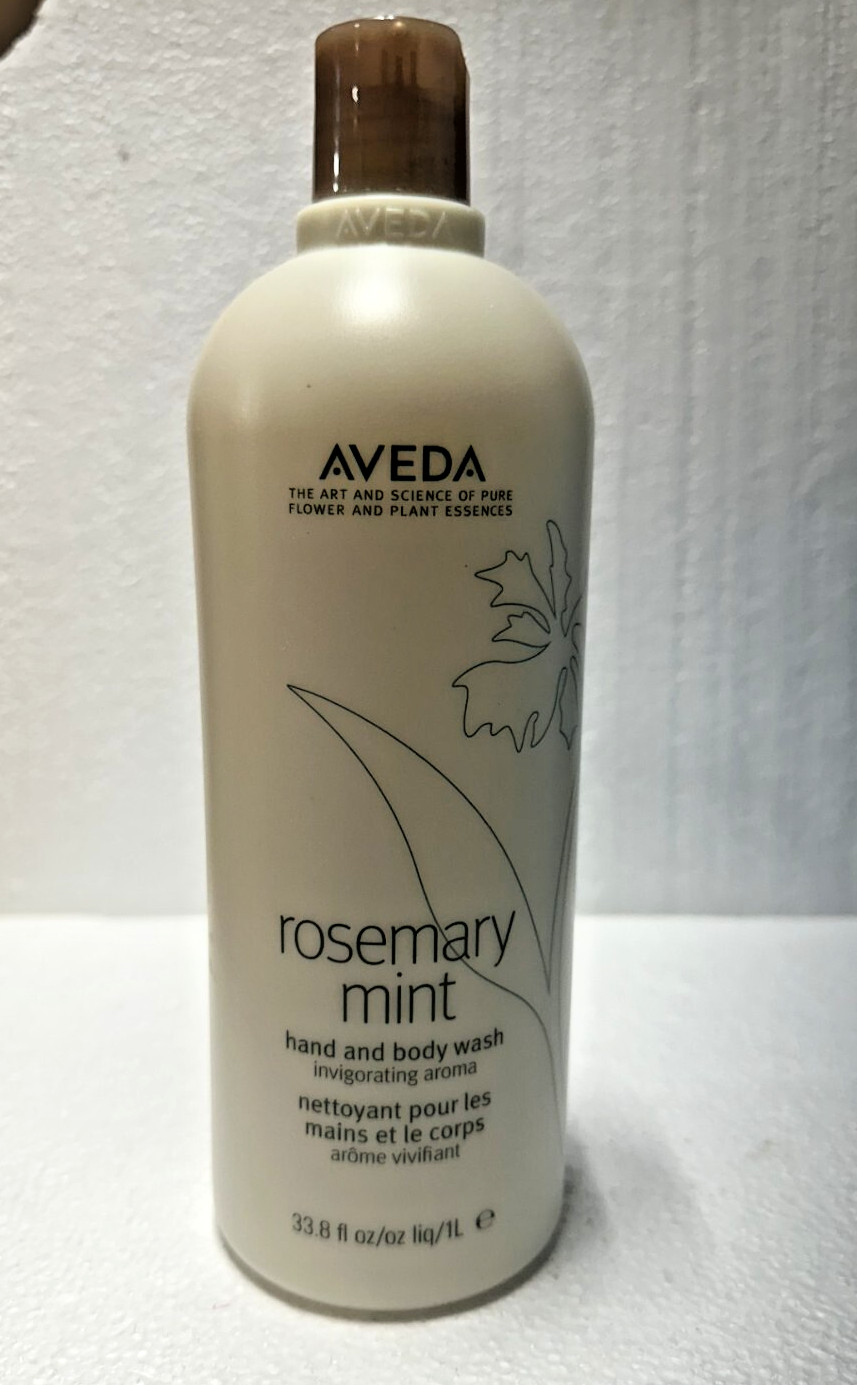 AVEDA
AVEDA
THE ART AND SCIENCE OF PURE
FLOWER AND PLANT ESSENCES
rosemary
mint
hand and body wash
invigorating aroma
nettoyant pour les
mains et le corps
arôme vivifiant
33.8 fl oz/oz liq/1L ℮